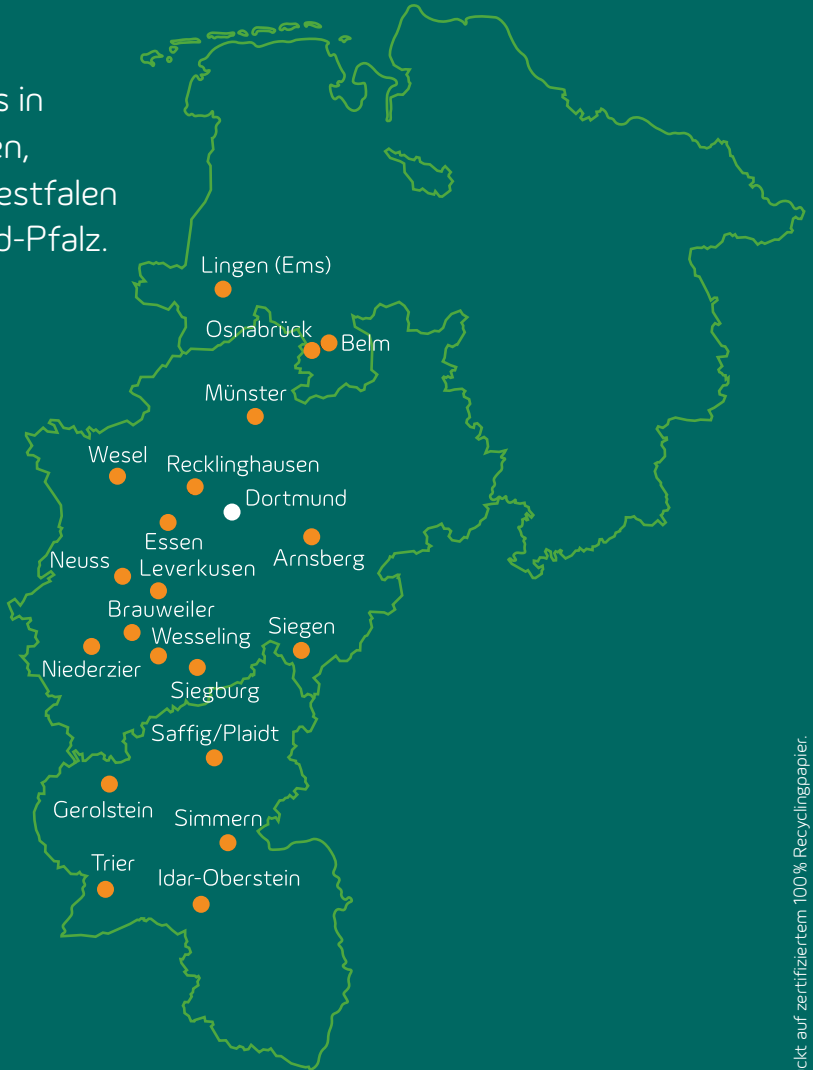 s in
en,
estfalen
d-Pfalz.
Lingen (Ems)
Osnabrück
Belm
Münster
Wesel
Recklinghausen
Dortmund
Essen
Arnsberg
Neuss
Leverkusen
Brauweiler
Wesseling
Siegen
Niederzier
Siegburg
Saffig/Plaidt
Gerolstein
Simmern
Trier
Idar-Oberstein
ckt auf zertifiziertem 100% Recyclingpapier.